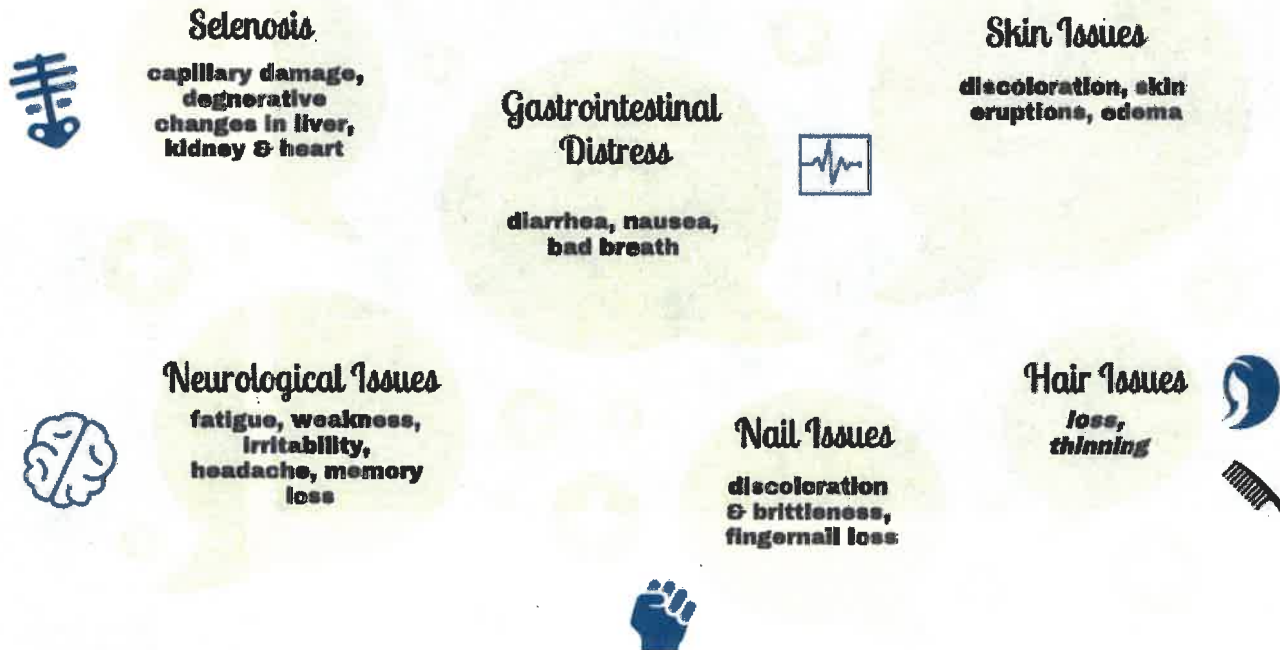 Selenosis
capillary damage,
degnerative
changes in liver,
kidney & heart
Gastrointestinal
Distress
diarrhea, nausea,
bad breath
Skin Issues
discoloration, skin
eruptions, edema
Neurological Issues
fatigue, weakness,
irritability,
headache, memory
loss
Nail Issues
discoloration
& brittleness,
fingernail loss
Hair Issues
loss,
thinning